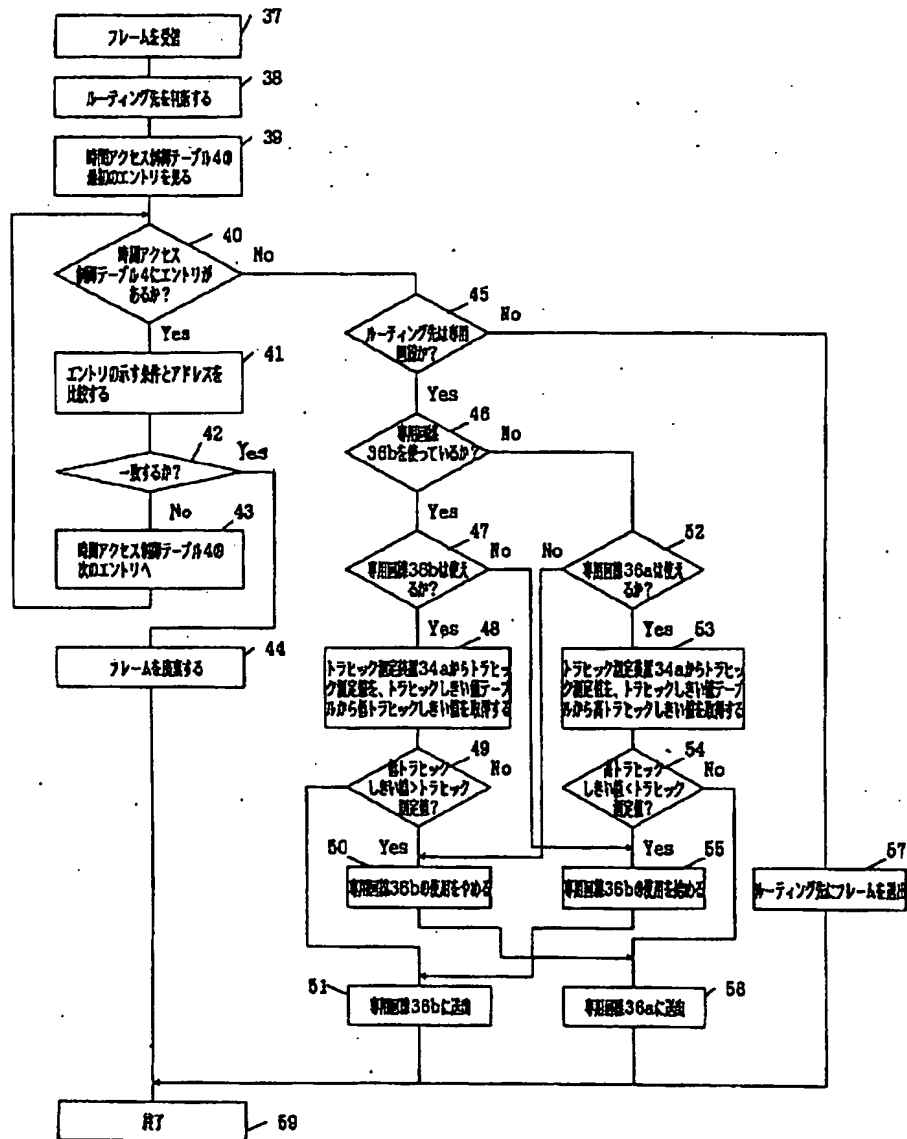 37
フレームを受信
38
ルーティング先を判断する
39
時間アクセス制御テーブル4の
最初のエントリを見る
40
時間アクセス
制御テーブル4にエントリが
あるか?
No
Yes
41
エントリの示す条件とアドレスを
比較する
42
一致するか?
Yes
No
43
時間アクセス制御テーブル4の
次のエントリへ
フレームを廃棄する
44
45
ルーティング先は専用
回線か?
No
Yes
46
専用回線
36bを使っているか?
No
Yes
47
専用回線36bは使え
るか?
No
Yes
48
トラヒック測定装置34aからトラヒッ
ク測定値を、トラヒックしきい値テーブ
ルから低トラヒックしきい値を取得する
49
低トラヒック
しきい値>トラヒック
測定値?
No
Yes
50
専用回線36bの使用をやめる
51
専用回線36bに送出
52
専用回線36aは使え
るか?
No
Yes
53
トラヒック測定装置34aからトラヒッ
ク測定値を、トラヒックしきい値テーブ
ルから高トラヒックしきい値を取得する
54
高トラヒック
しきい値<トラヒック
測定値?
No
Yes
55
専用回線36bの使用を始める
専用回線36aに送出
56
57
ルーティング先にフレームを送出
終了
59